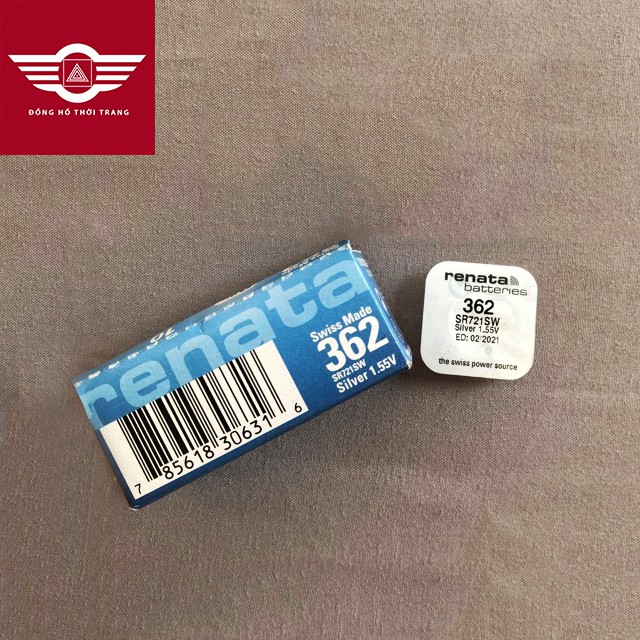 ĐỒNG HỒ THỜI TRANG
renata
Swiss Made
362
SR721SW
Silver 1.55V
7 85618 30631 6
renata
batteries
362
SR721SW
Silver 1.55V
ED: 02/2021
the swiss power source